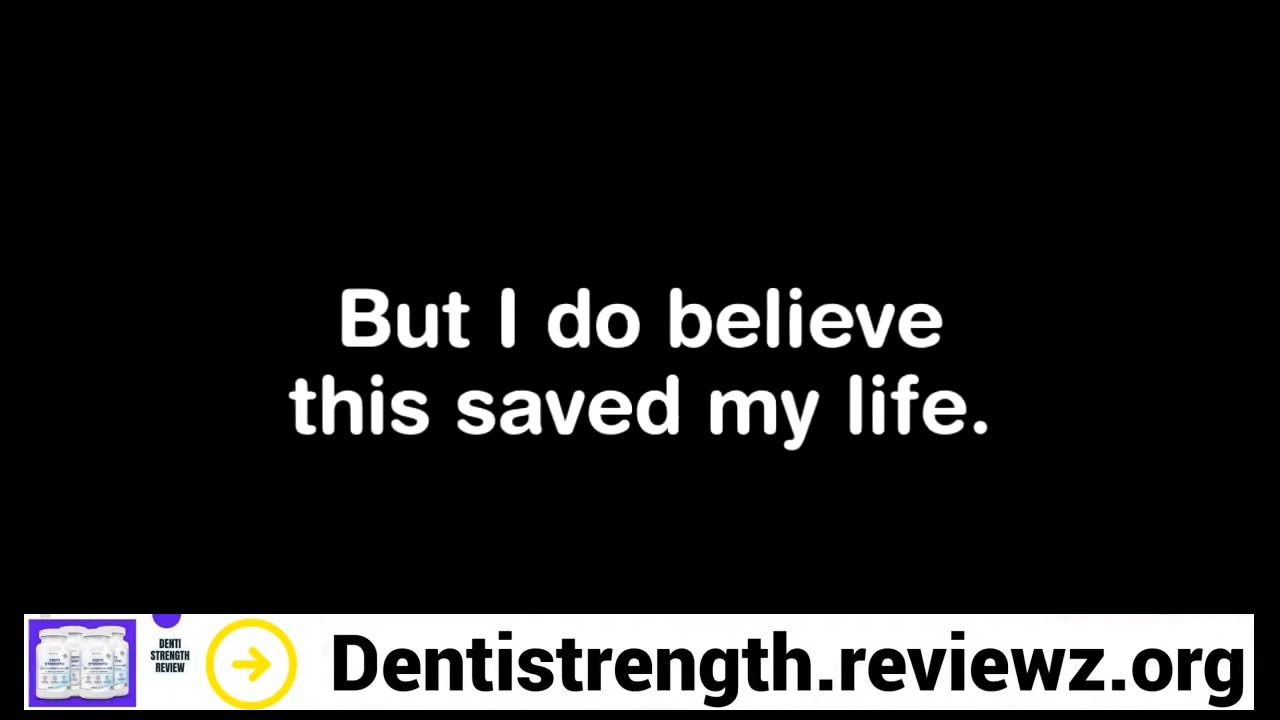 But I do believe
this saved my life.
DENTI
STRENGTH
REVIEW
Dentistrength.reviewz.org